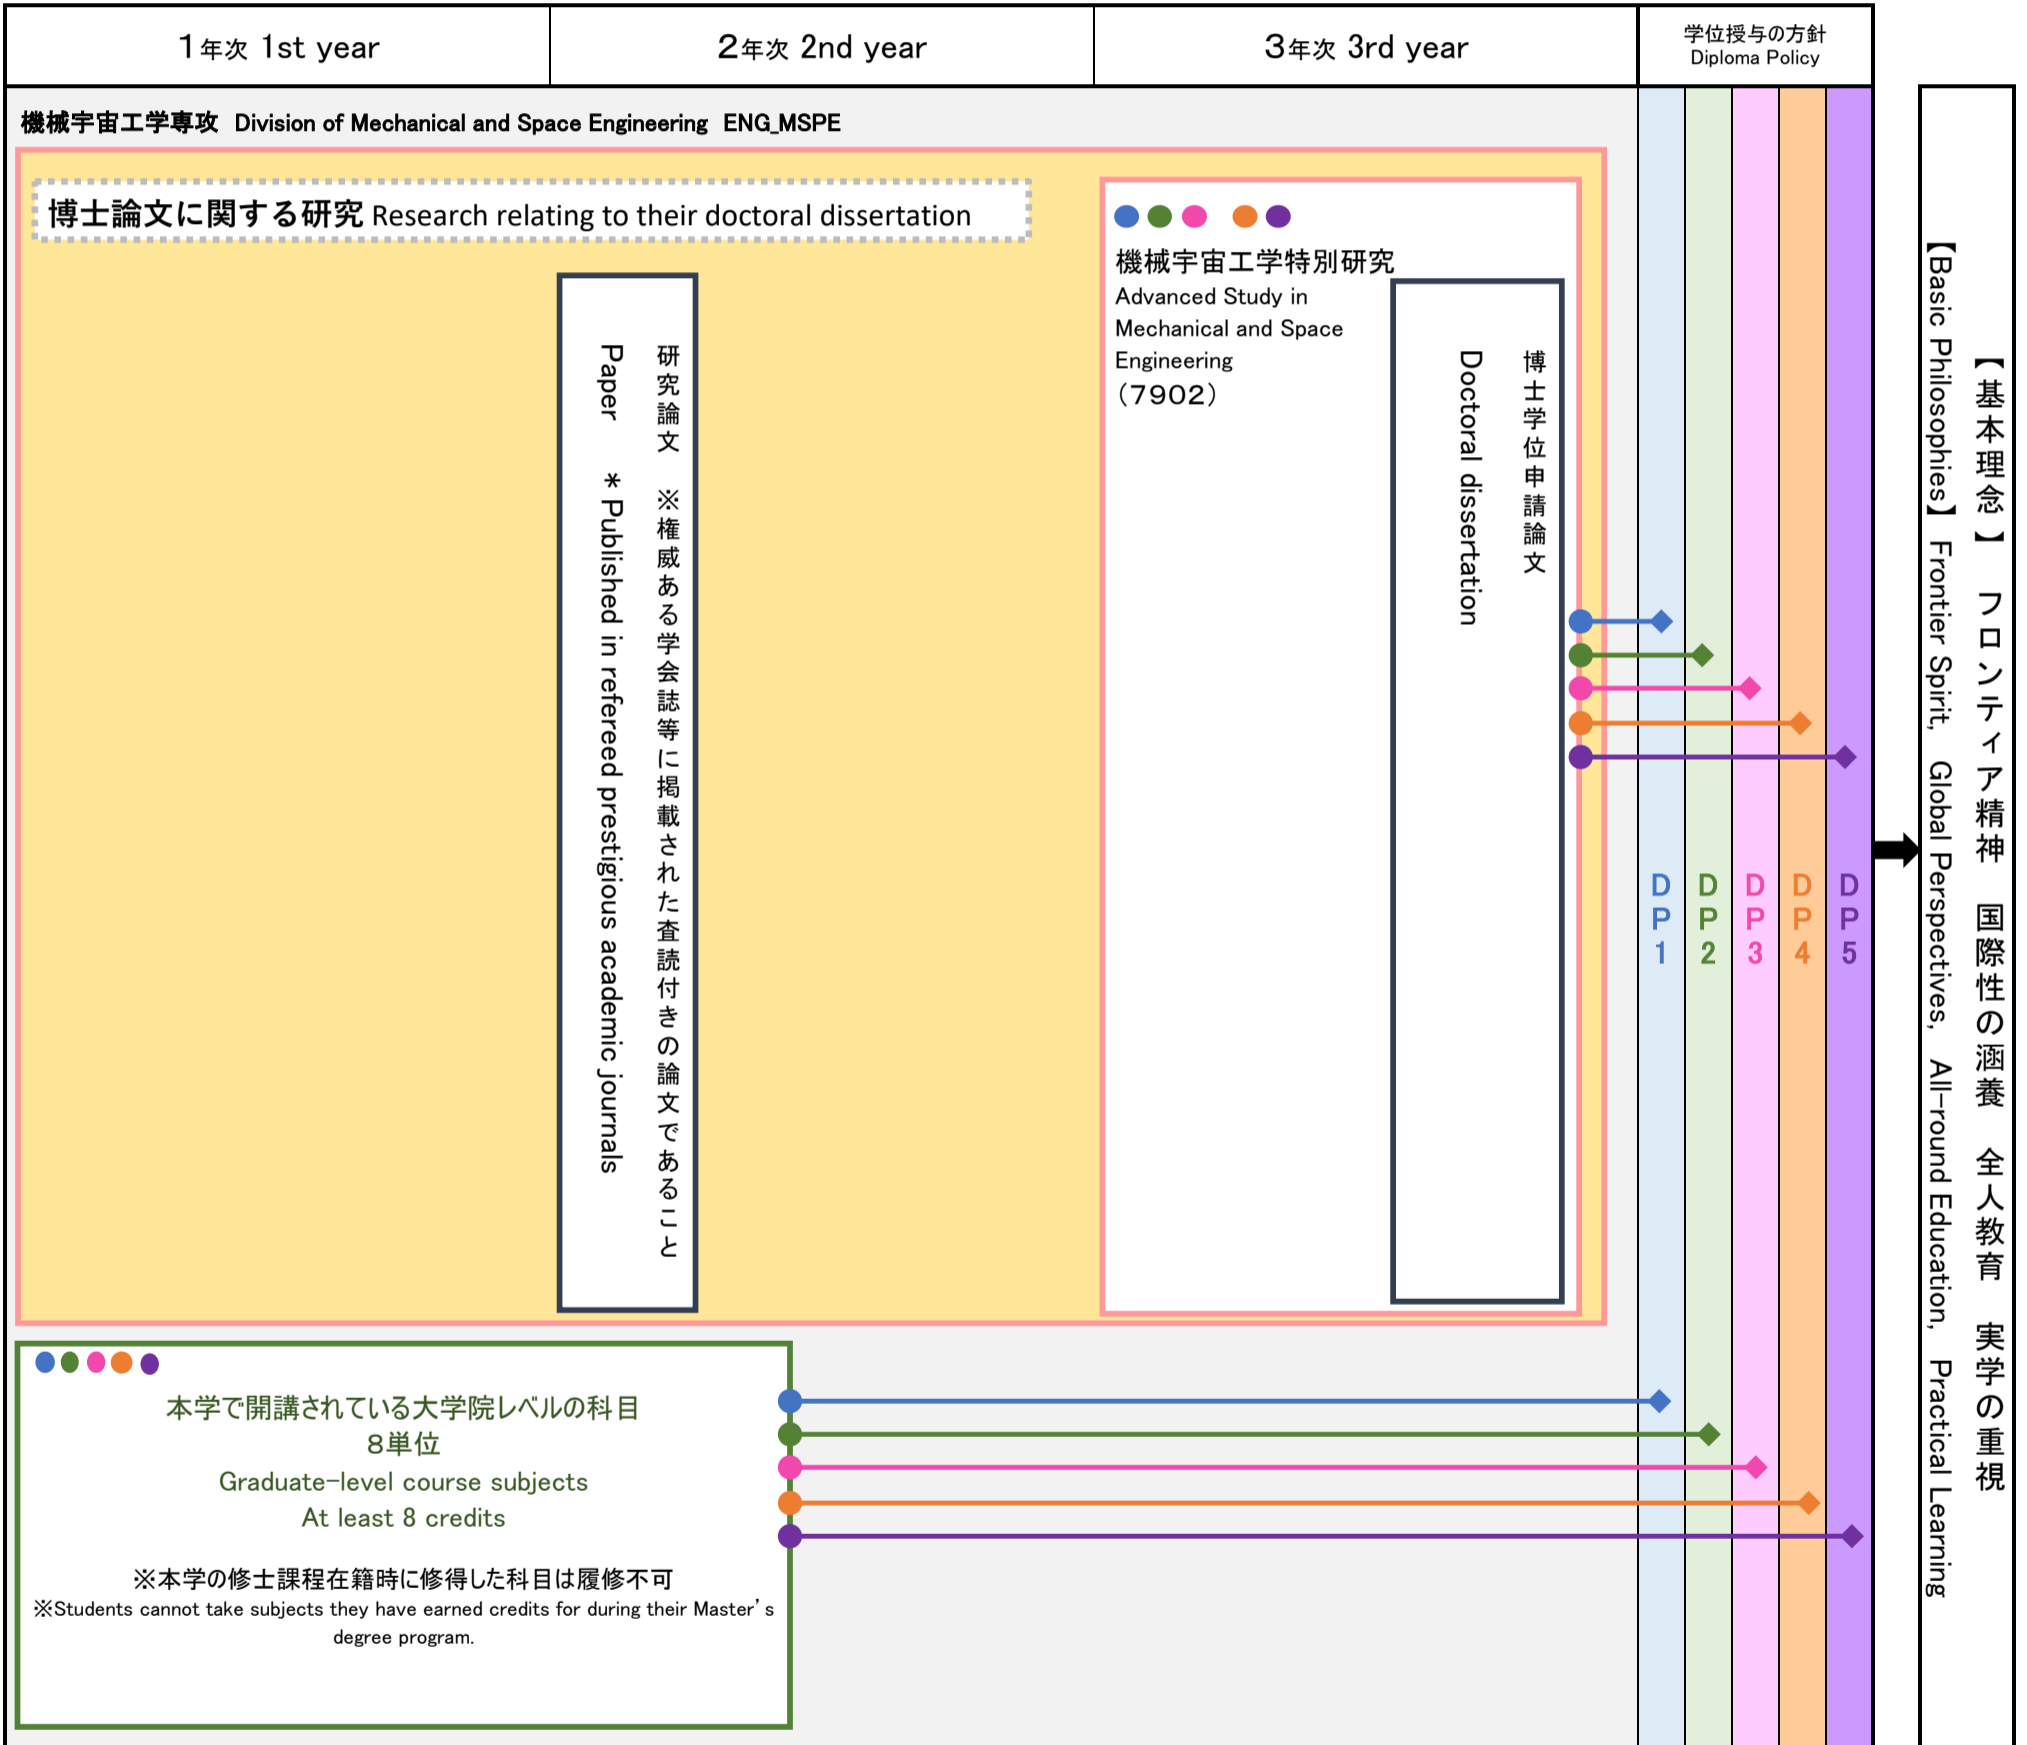 1年次 1st year
2年次 2nd year
3年次 3rd year
学位授与の方針
Diploma Policy
機械宇宙工学専攻 Division of Mechanical and Space Engineering ENG_MSPE
博士論文に関する研究 Research relating to their doctoral dissertation
研究論文 ※権威ある学会誌等に掲載された査読付きの論文であること
Paper *Published in refereed prestigious academic journals
機械宇宙工学特別研究
Advanced Study in
Mechanical and Space
Engineering
（7902）
博士学位申請論文
Doctoral dissertation
DP1
DP2
DP3
DP4
DP5
本学で開講されている大学院レベルの科目
8単位
Graduate-level course subjects
At least 8 credits
※本学の修士課程在籍時に修得した科目は履修不可
※Students cannot take subjects they have earned credits for during their Master's
degree program.
【基本理念】 フロンティア精神 国際性の涵養 全人教育 実学の重視
【Basic Philosophies】 Frontier Spirit, Global Perspectives, All-round Education, Practical Learning